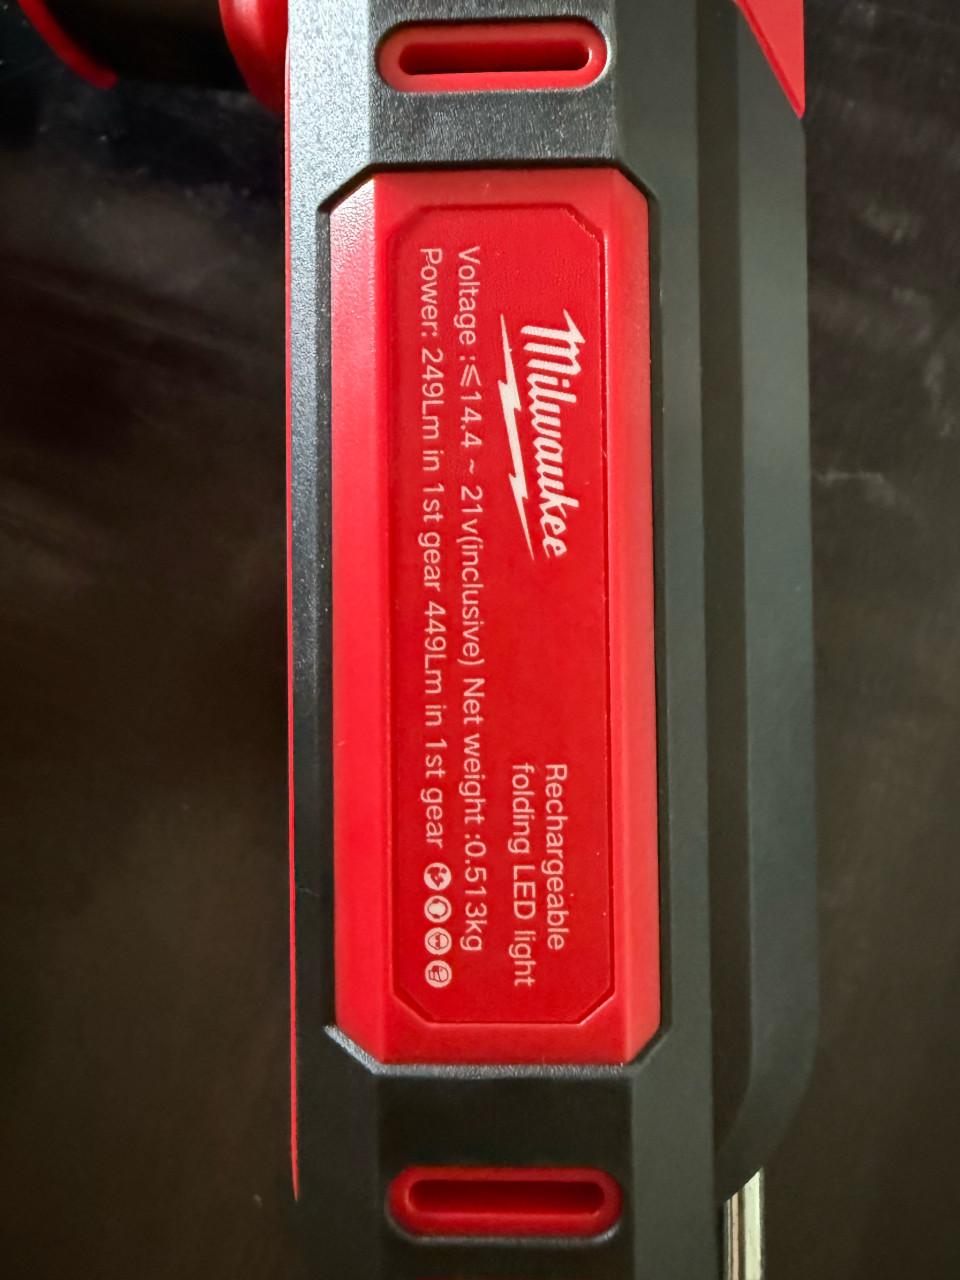 Milwaukee
Rechargeable
folding LED light
Voltage :⩽14.4 ~ 21v(inclusive) Net weight :0.513kg
Power: 249Lm in 1st gear 449Lm in 1st gear